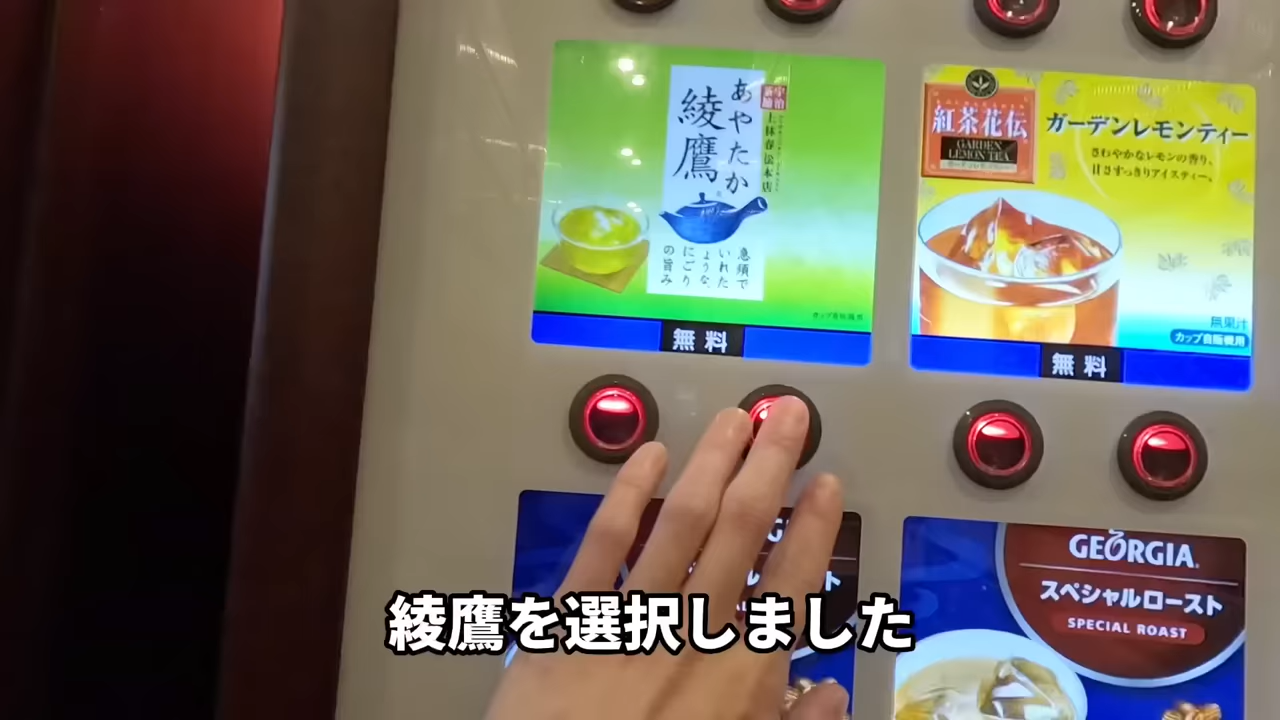 あやたか
綾鷹
宇治
上林春松本店
急須で
いれた
ような、
にごり
の旨み
無料
紅茶花伝
GARDEN
LEMON TEA
ガーデンレモンティー
さわやかなレモンの香り、
甘さすっきりアイスティー。
無果汁
カップ自販機用
無料
GEORGIA
スペシャルロースト
SPECIAL ROAST
綾鷹を選択しました